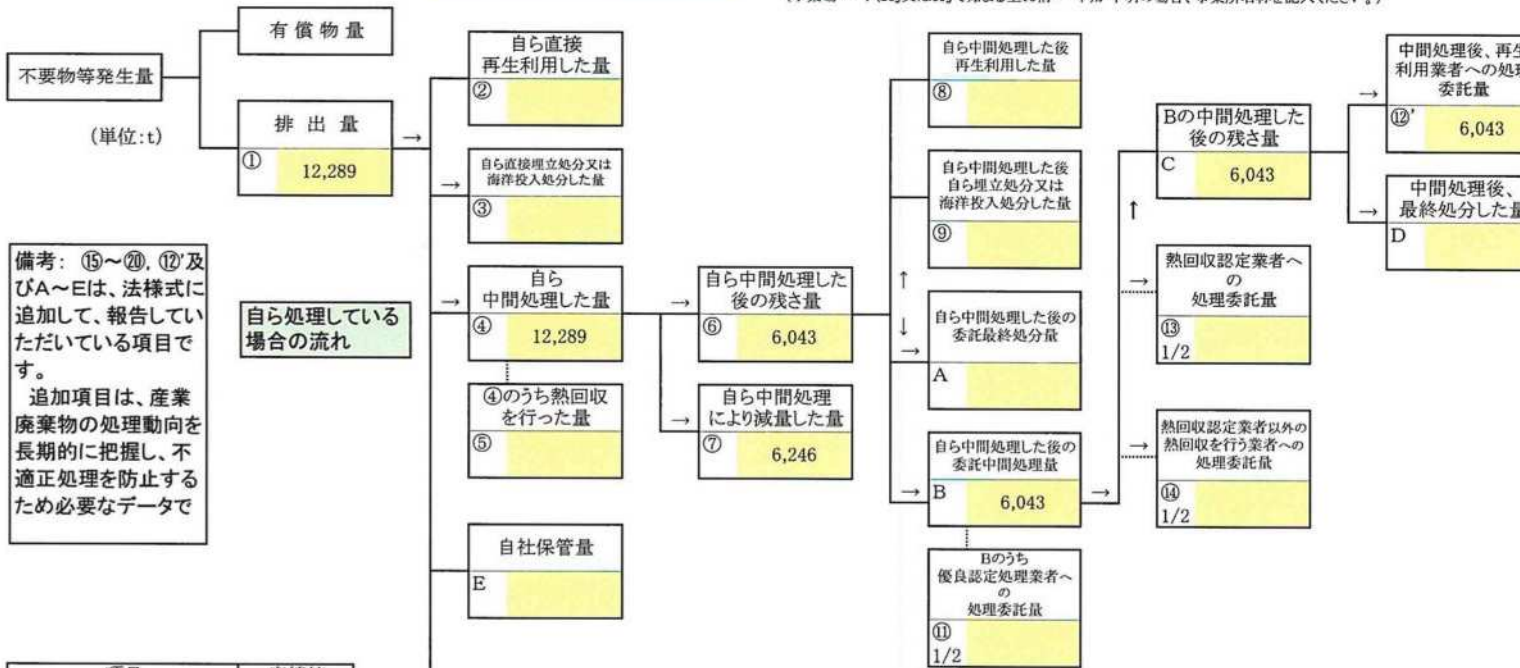 不要物等発生量
(単位:t)
有償物量
排出量
①
12,289
→
自ら直接
再生利用した量
②
→
自ら直接埋立処分又は
海洋投入処分した量
③
→
自ら
中間処理した量
④
12,289
④のうち熱回収
を行った量
⑤
自社保管量
E
備考: ⑮~⑳, ⑫'及
びA~Eは、法様式に
追加して、報告してい
ただいている項目で
す。
追加項目は、産業
廃棄物の処理動向を
長期的に把握し、不
適正処理を防止する
ため必要なデータで
自ら処理している
場合の流れ
→
自ら中間処理した
後の残さ量
⑥
6,043
→
自ら中間処理
により減量した量
⑦
6,246
自ら中間処理した後
再生利用した量
⑧
自ら中間処理した後
自ら埋立処分又は
海洋投入処分した量
⑨
↑
↓
→
自ら中間処理した後の
委託最終処分量
A
→
自ら中間処理した後の
委託中間処理量
B
6,043
→
Bのうち
優良認定処理業者へ
の
処理委託量
⑪
1/2
Bの中間処理した
後の残さ量
C
6,043
↑
→
熱回収認定業者へ
の
処理委託量
⑬
1/2
→
熱回収認定業者以外の
熱回収を行う業者への
処理委託量
⑭
1/2
→
中間処理後、再生
利用業者への処理
委託量
⑫'
6,043
→
中間処理後、
最終処分した量
D